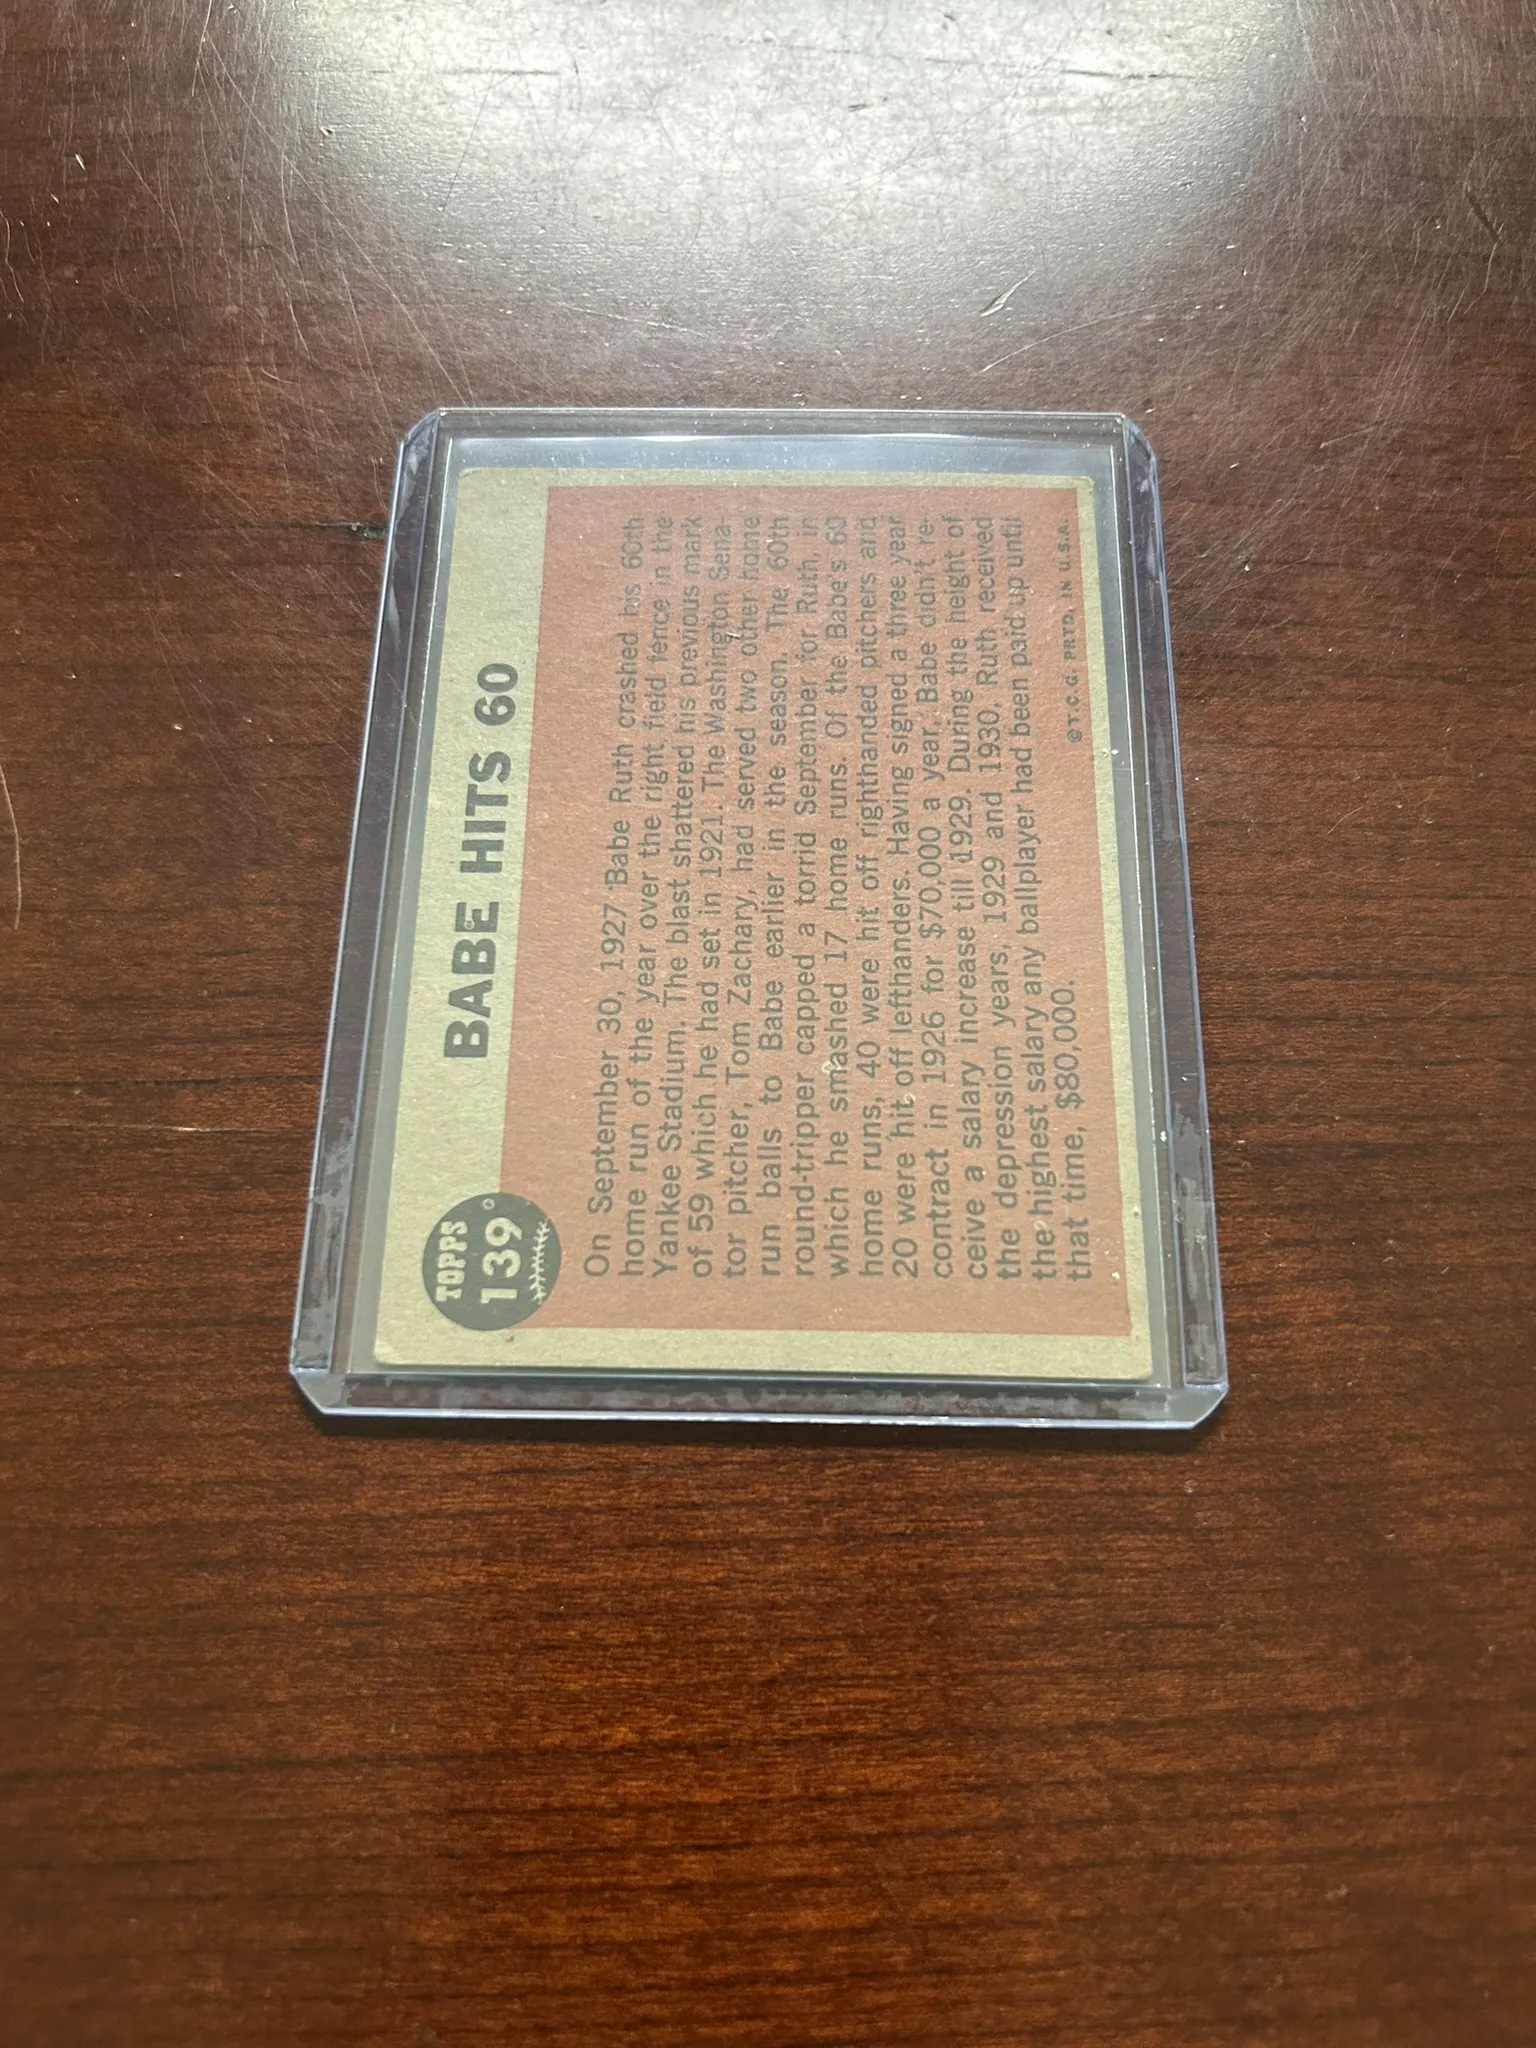 TOPPS
139
BABE HITS 60
On September 30, 1927 Babe Ruth crashed his 60th
home run of the year over the right field fence in the
Yankee Stadium. The blast shattered his previous mark
of 59 which he had set in 1921. The Washington Sena-
tor pitcher, Tom Zachary, had served two other home
run balls to Babe earlier in the season. The 60th
round-tripper capped a torrid September for Ruth, in
which he smashed 17 home runs. Of the Babe's 60
home runs, 40 were hit off righthanded pitchers and
20 were hit off lefthanders. Having signed a three year
contract in 1926 for $70,000 a year, Babe didn't re-
ceive a salary increase till 1929. During the height of
the depression years, 1929 and 1930, Ruth received
the highest salary any ballplayer had been paid up until
that time, $80,000.
© T.C.G. PRTD. IN U.S.A.